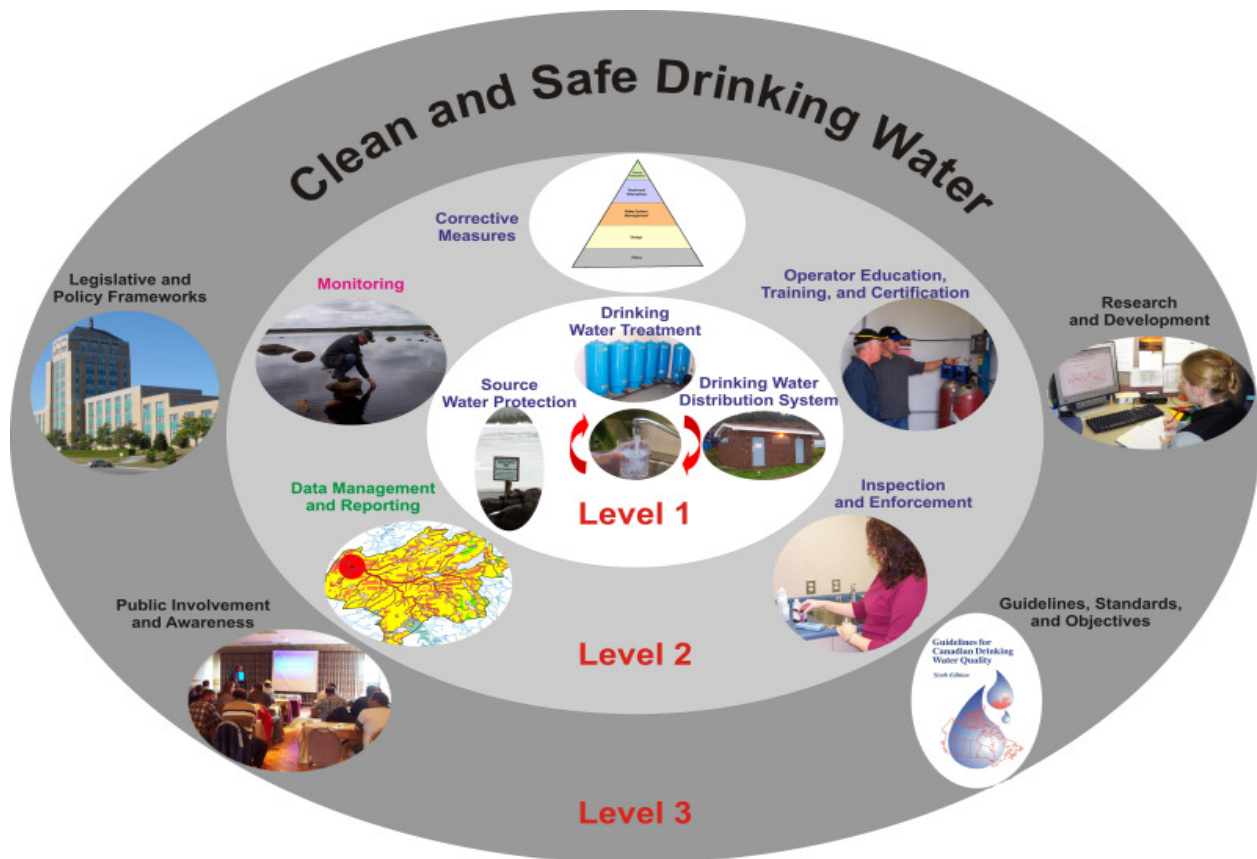 Clean and Safe Drinking Water
Corrective
Measures
Design
Policy
Legislative and
Policy Frameworks
Monitoring
Operator Education,
Training, and Certification
Research
and Development
Drinking
Water Treatment
Source
Water Protection
Drinking Water
Distribution System
Level 1
Data Management
and Reporting
Inspection
and Enforcement
Public Involvement
and Awareness
Level 2
Guidelines, Standards,
and Objectives
Guidelines for
Canadian Drinking
Water Quality
Sixth Edition
Level 3